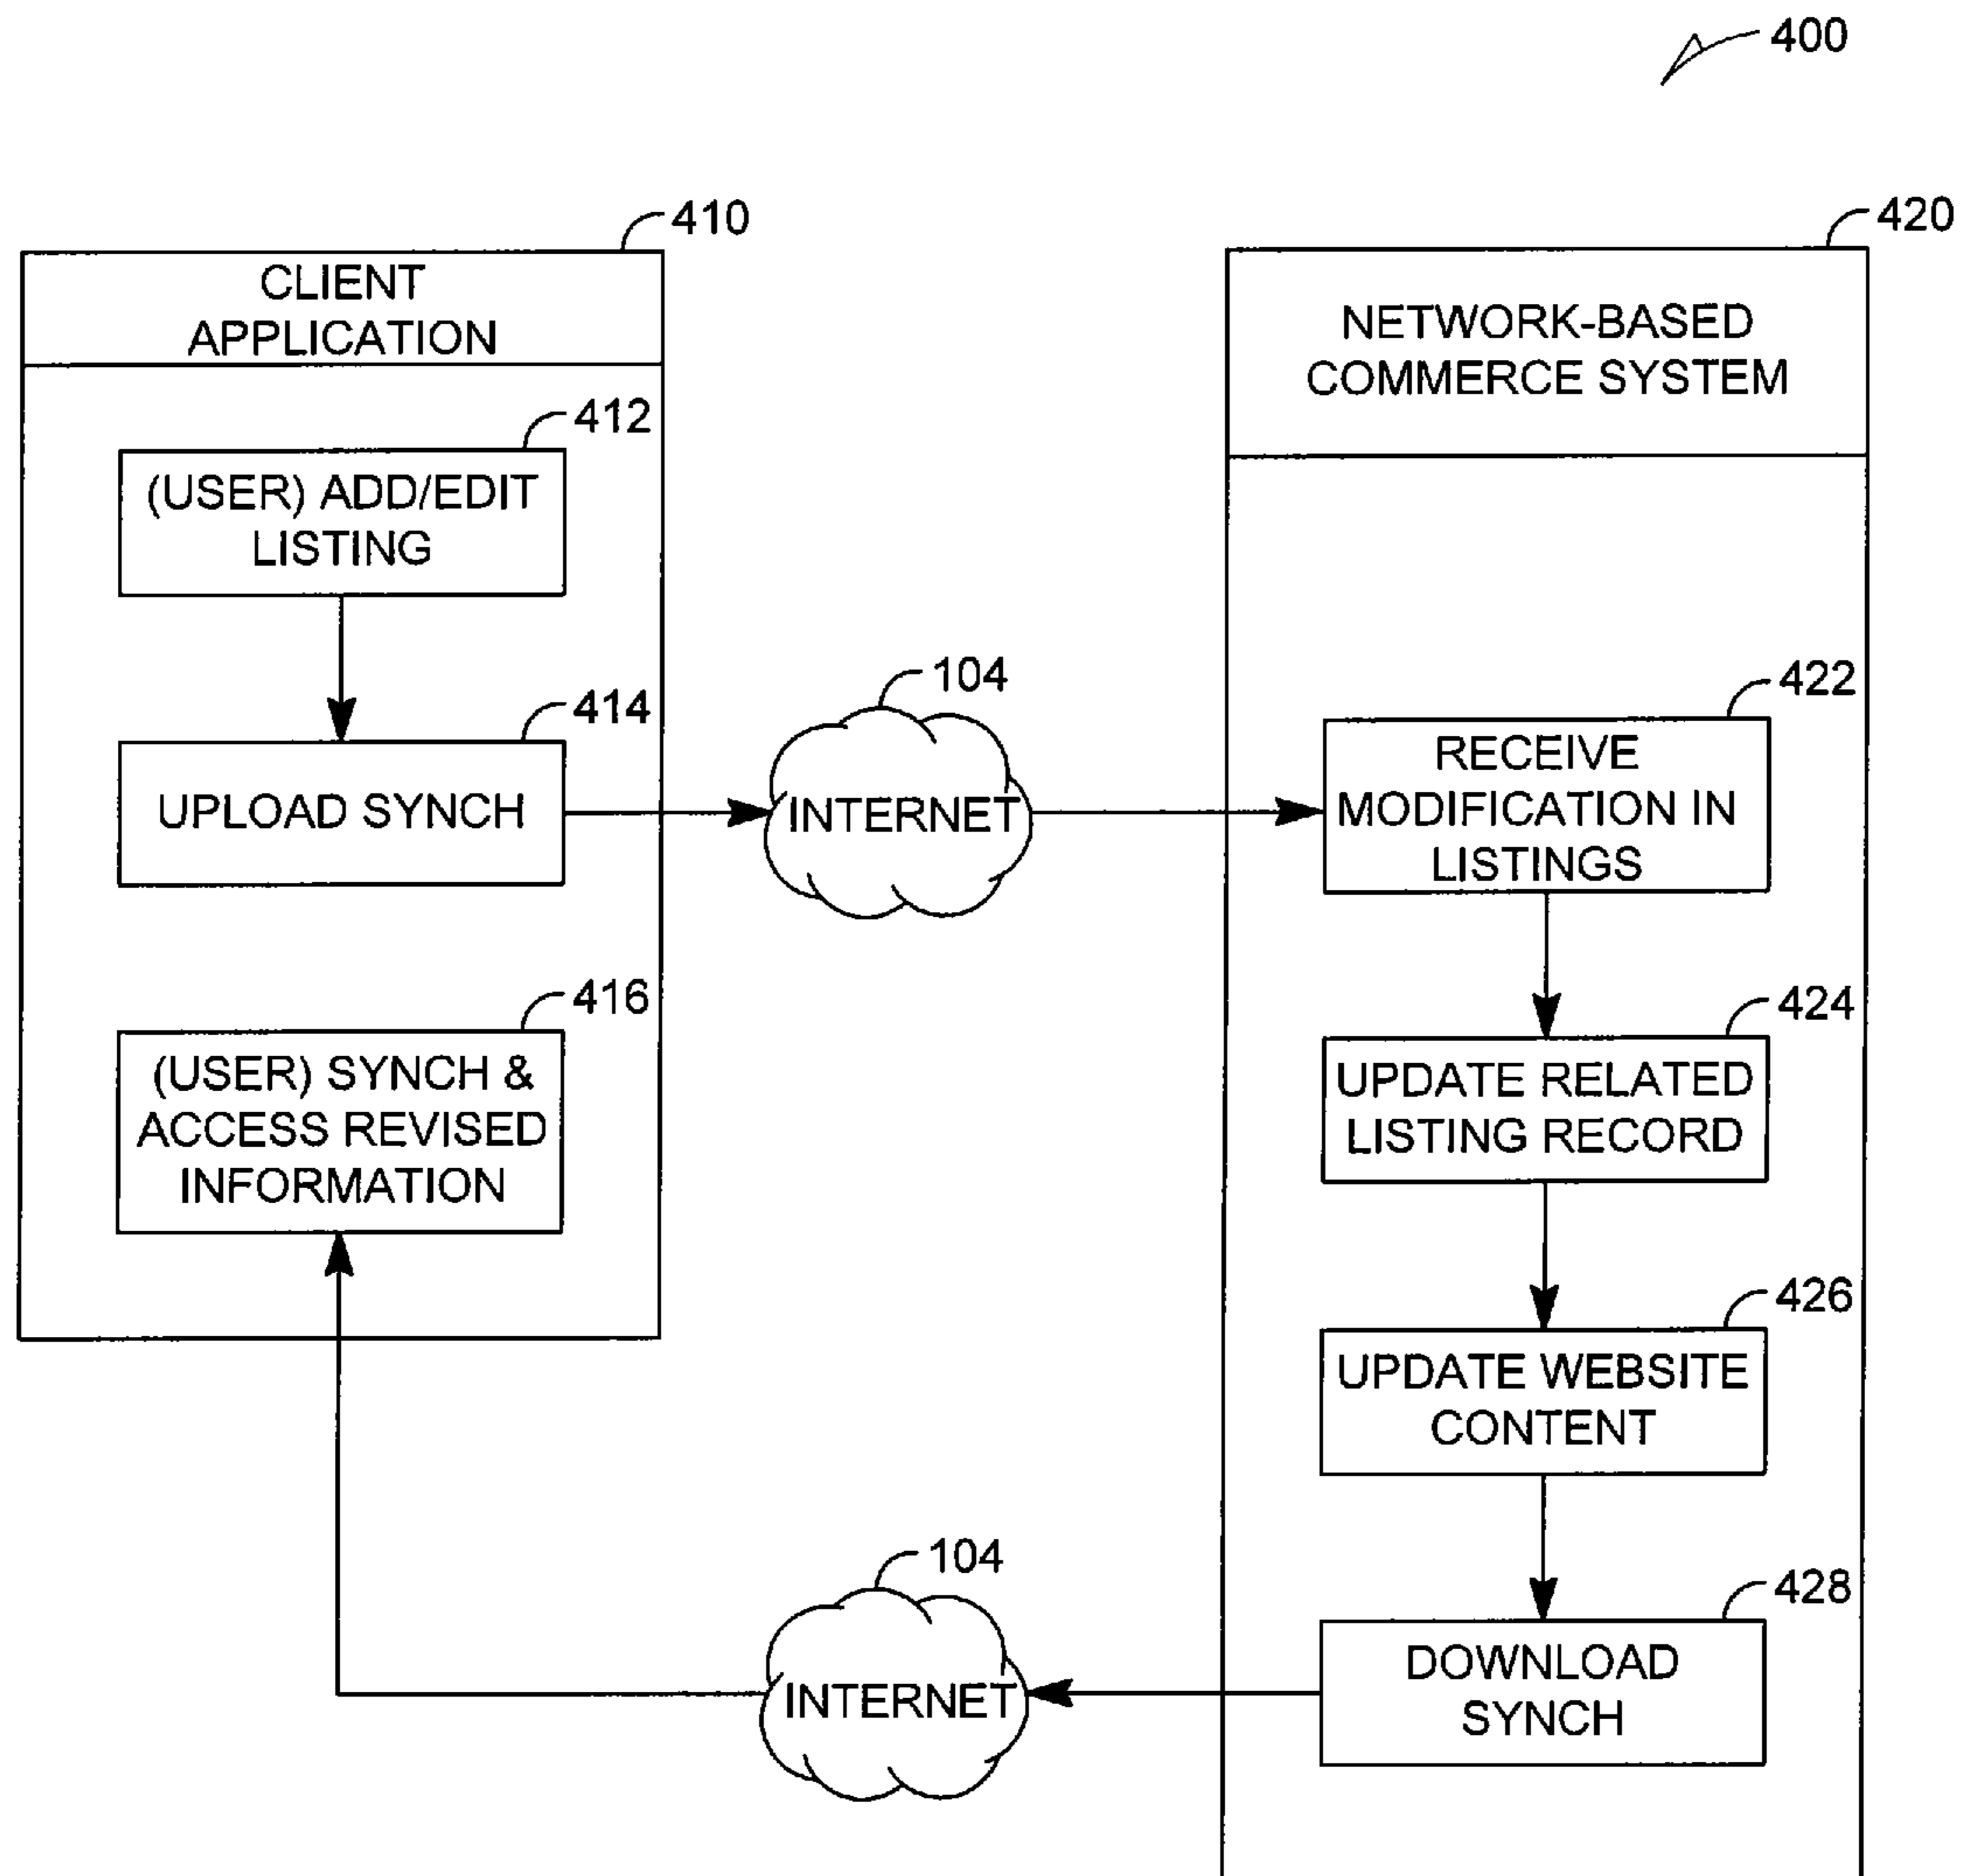 400
410
CLIENT
APPLICATION
412
(USER) ADD/EDIT
LISTING
414
UPLOAD SYNCH
416
(USER) SYNCH &
ACCESS REVISED
INFORMATION
104
INTERNET
104
INTERNET
420
NETWORK-BASED
COMMERCE SYSTEM
422
RECEIVE
MODIFICATION IN
LISTINGS
424
UPDATE RELATED
LISTING RECORD
426
UPDATE WEBSITE
CONTENT
428
DOWNLOAD
SYNCH